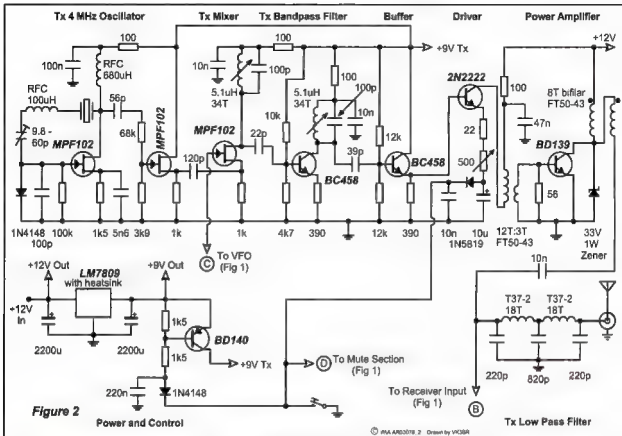 Tx 4 MHz Oscillator
Tx Mixer
Tx Bandpass Filter
Buffer
Driver
Power Amplifier
+12V
100
100
100n
RFC
680uH
10n
100p
5.1uH
34T
+9V Tx
100
2N2222
100
8T bifilar
FT50-43
RFC
100uH
56p
5.1uH
34T
100p
10n
47n
9.8 -
60p
68k
MPF102
MPF102
MPF102
10k
22p
39p
12k
22
500
BD139
120p
BC458
BC458
1N4148
100p
100k
1k5
5n6
3k9
1k
1k
4k7
390
12k
390
10n
10u
1N5819
12T:3T
FT50-43
56
33V
1W
Zener
C
To VFO
(Fig 1)
+12V Out
LM7809
with heatsink
+9V Out
+12V
In
2200u
2200u
1k5
BD140
1k5
+9V Tx
220n
1N4148
D
To Mute Section
(Fig 1)
10n
T37-2
18T
T37-2
18T
220p
820p
220p
To Receiver Input
(Fig 1)
B
Tx Low Pass Filter
Figure 2
Power and Control